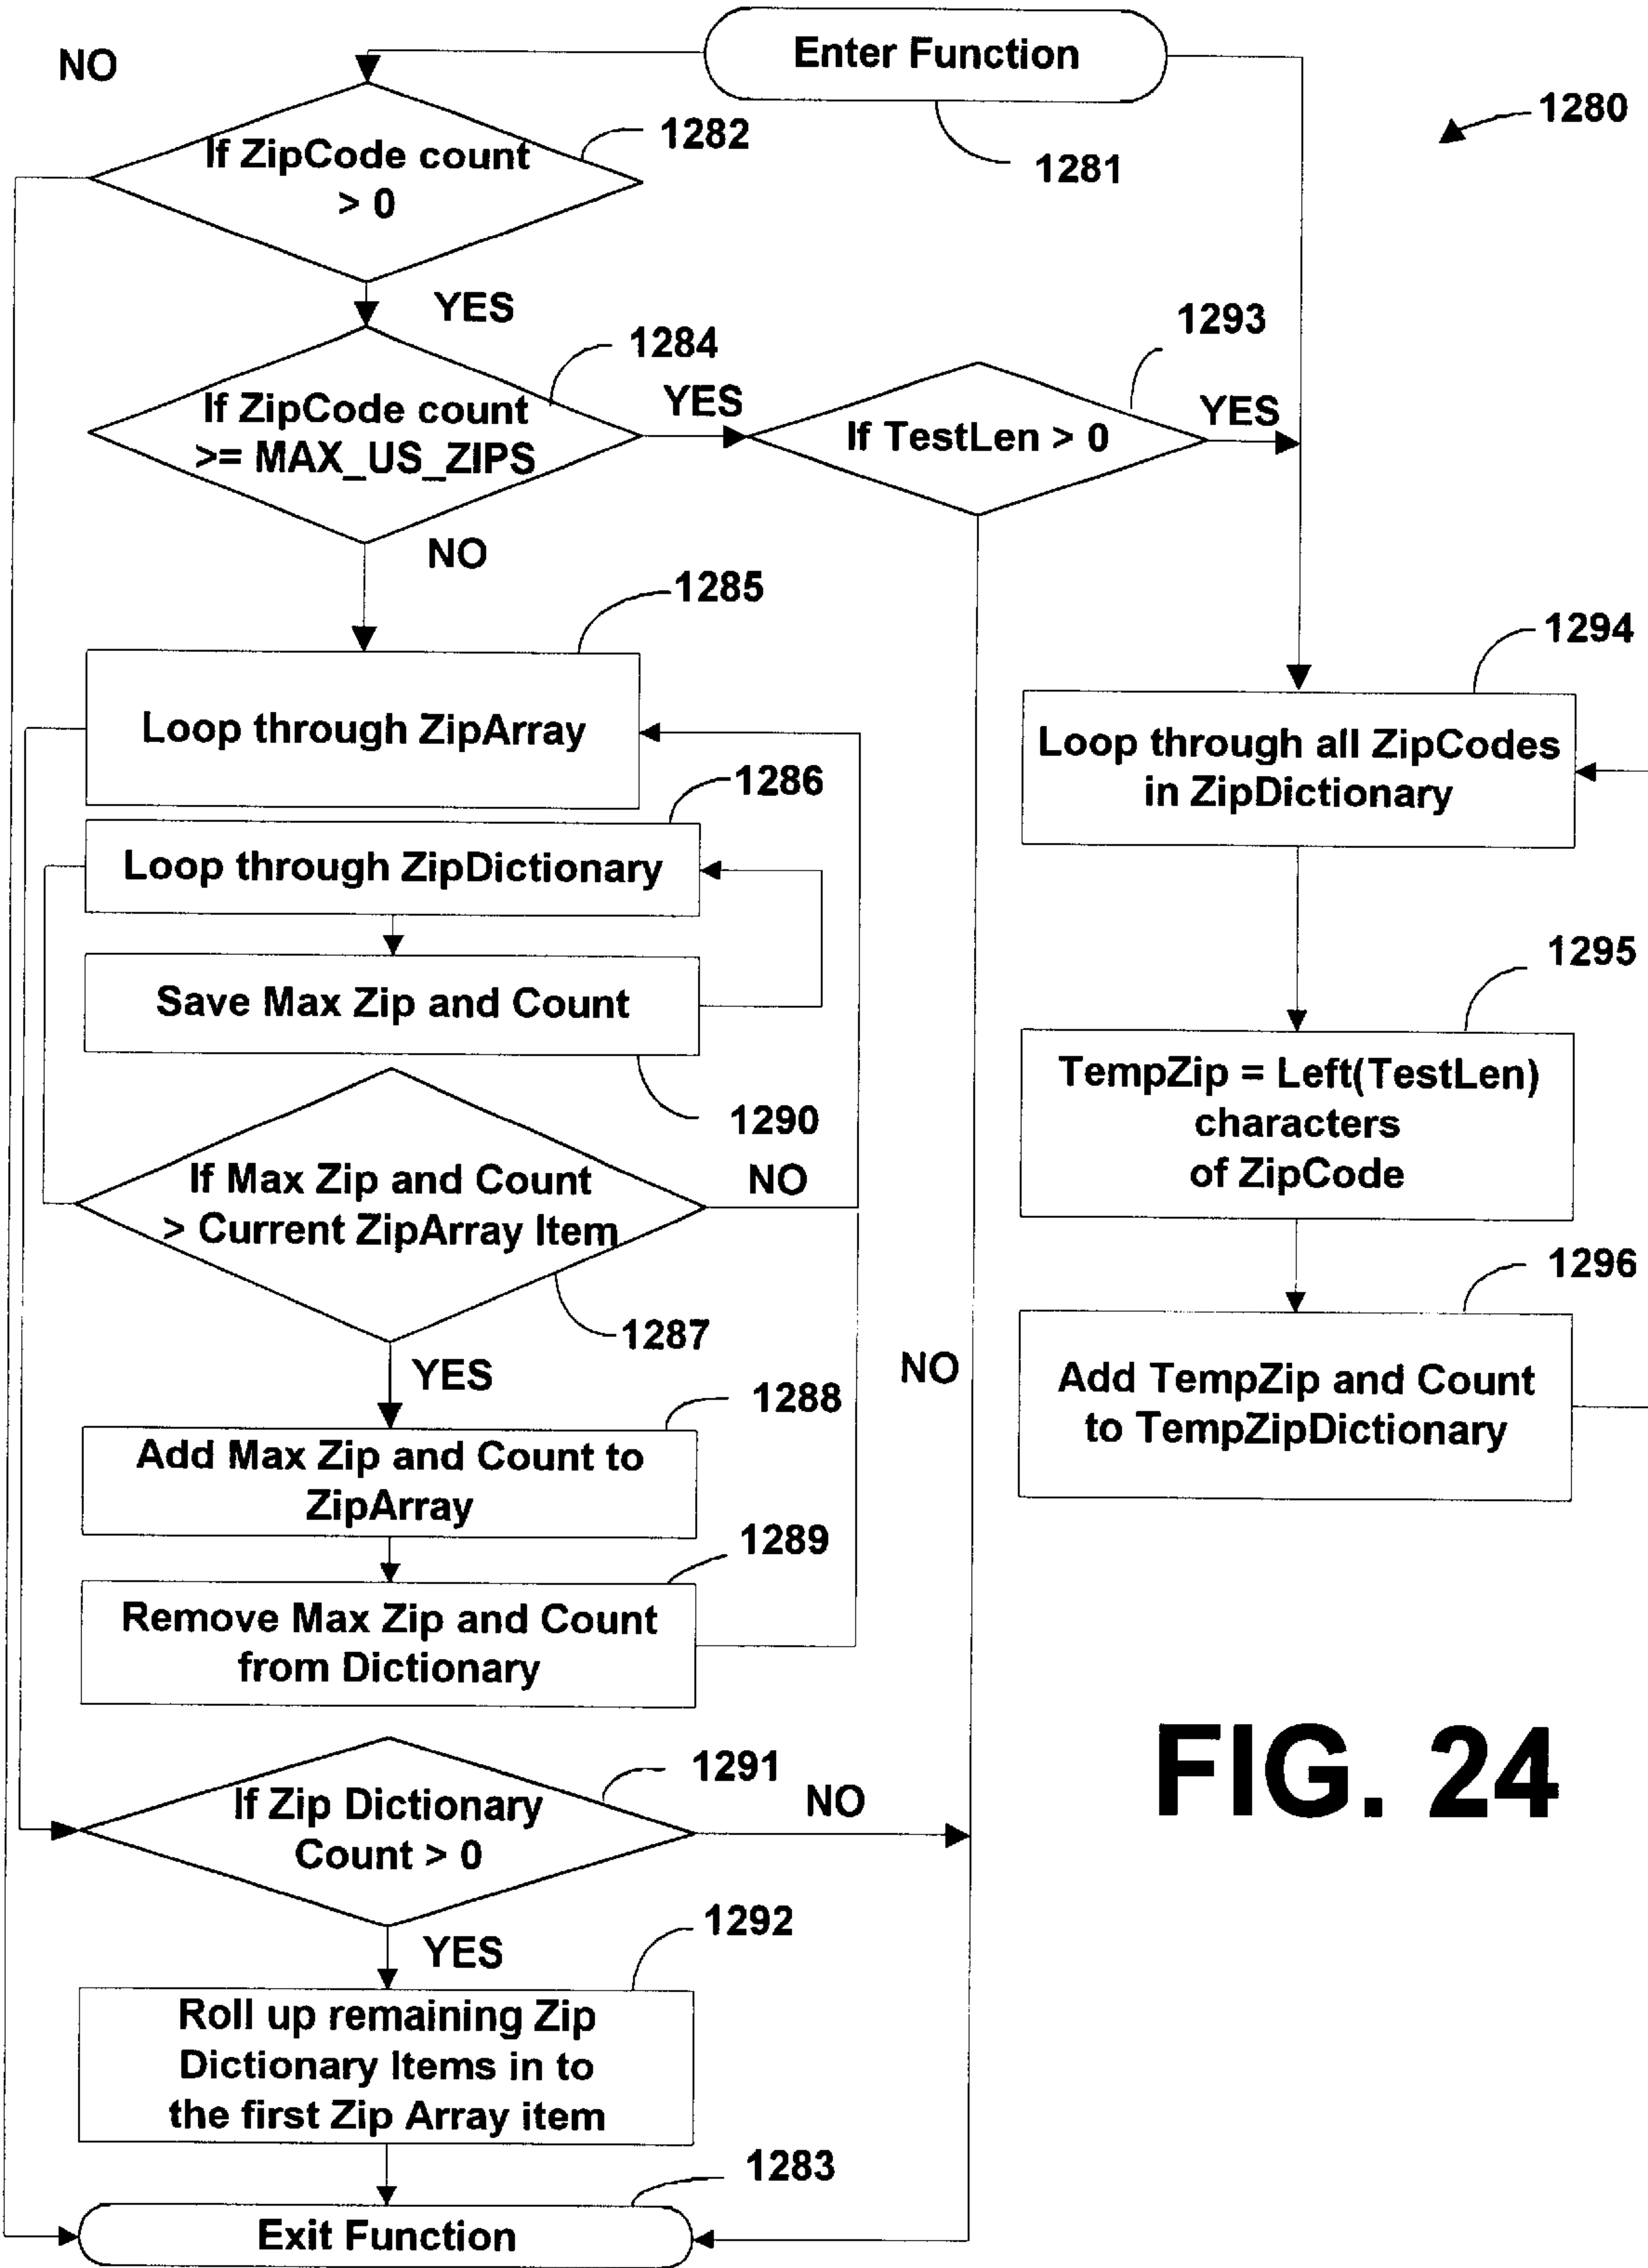 Enter Function
NO
1280
1282
If ZipCode count
> 0
1281
YES
1293
1284
If ZipCode count
>= MAX_US_ZIPS
YES
If TestLen > 0
YES
NO
1285
1294
Loop through ZipArray
Loop through all ZipCodes
in ZipDictionary
1286
Loop through ZipDictionary
1295
Save Max Zip and Count
TempZip = Left(TestLen)
characters
of ZipCode
1290
If Max Zip and Count
> Current ZipArray Item
NO
1296
1287
NO
YES
Add TempZip and Count
to TempZipDictionary
1288
Add Max Zip and Count to
ZipArray
1289
Remove Max Zip and Count
from Dictionary
FIG. 24
1291
If Zip Dictionary
Count > 0
NO
1292
YES
Roll up remaining Zip
Dictionary Items in to
the first Zip Array item
1283
Exit Function